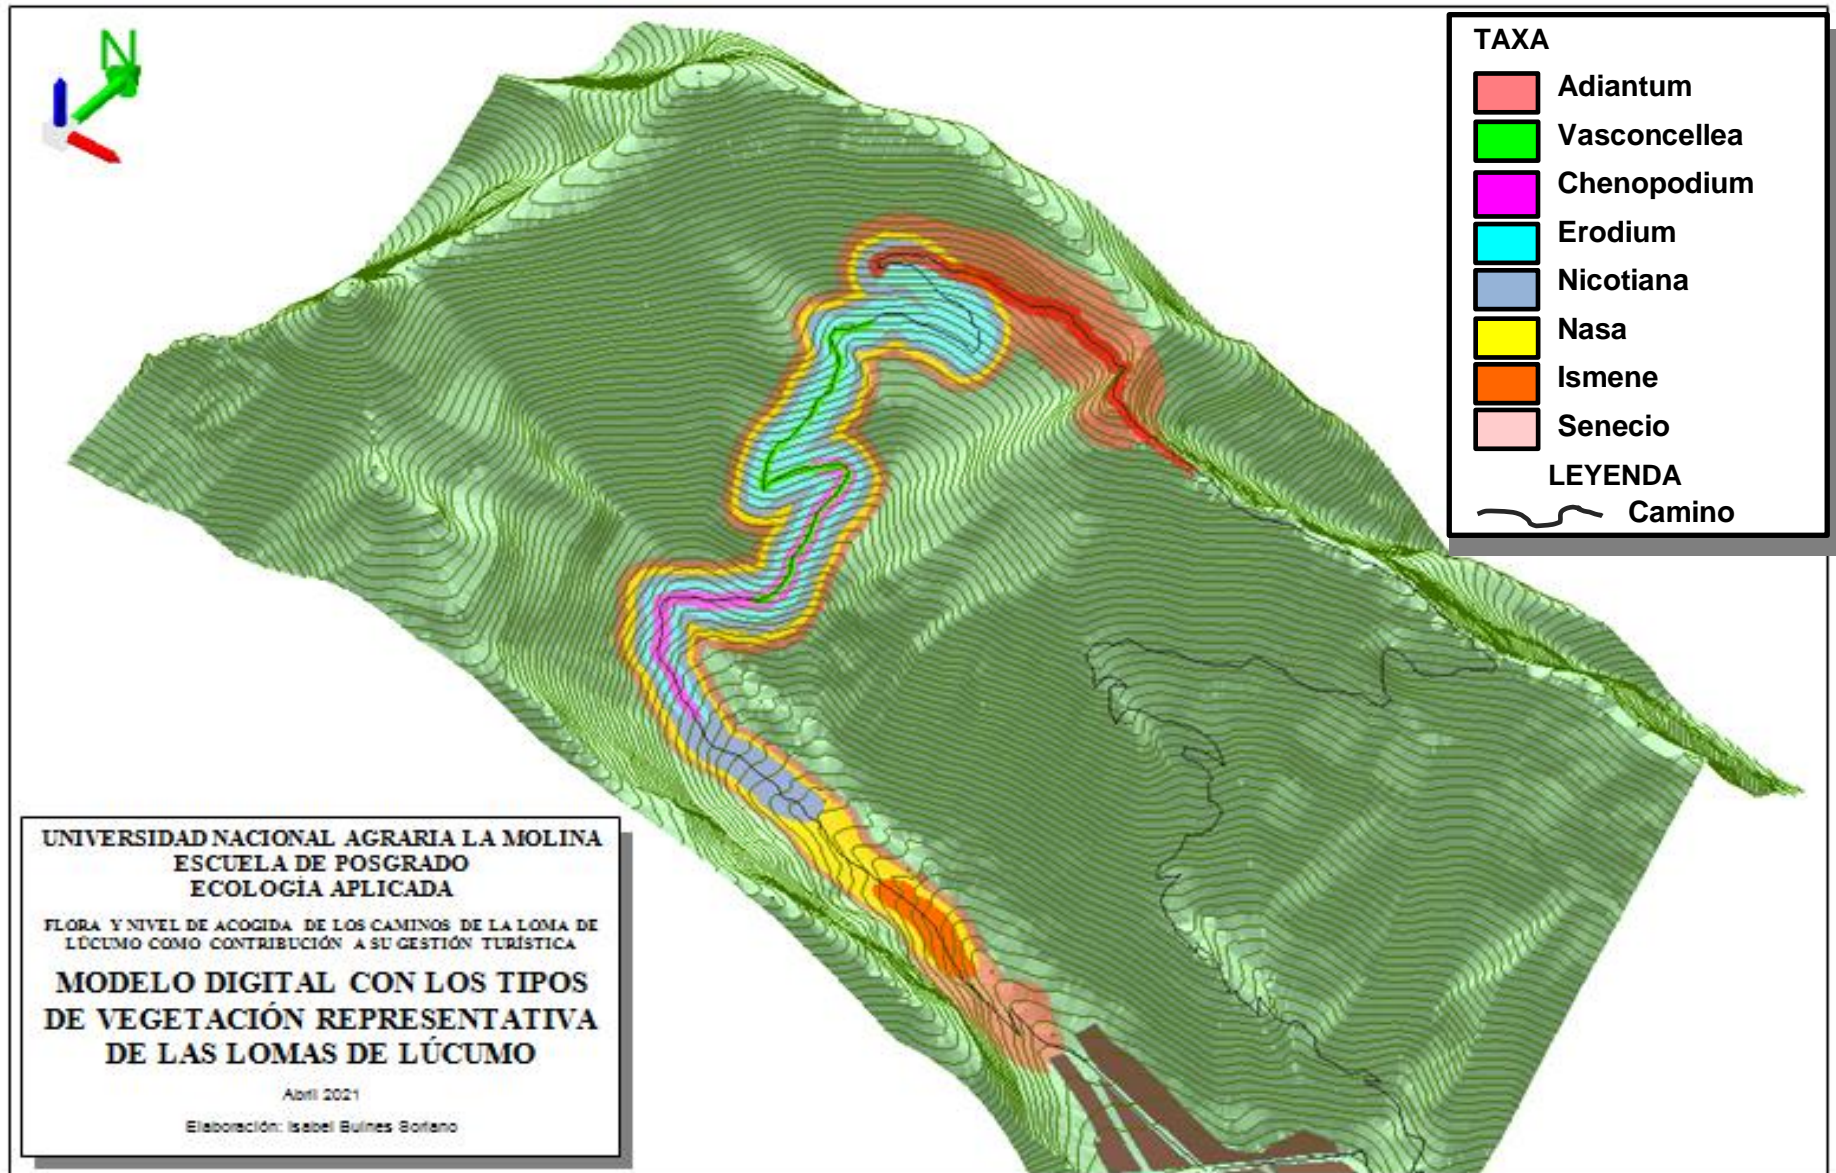 N
TAXA
Adiantum
Vasconcellea
Chenopodium
Erodium
Nicotiana
Nasa
Ismene
Senecio
LEYENDA
Camino
UNIVERSIDAD NACIONAL AGRARIA LA MOLINA
ESCUELA DE POSGRADO
ECOLOGÍA APLICADA
FLORA Y NIVEL DE ACOGIDA DE LOS CAMINOS DE LA LOMA DE
LÚCUMO COMO CONTRIBUCIÓN A SU GESTIÓN TURÍSTICA
MODELO DIGITAL CON LOS TIPOS
DE VEGETACIÓN REPRESENTATIVA
DE LAS LOMAS DE LÚCUMO
Abril 2021
Elaboración: Isabel Buines Soriano